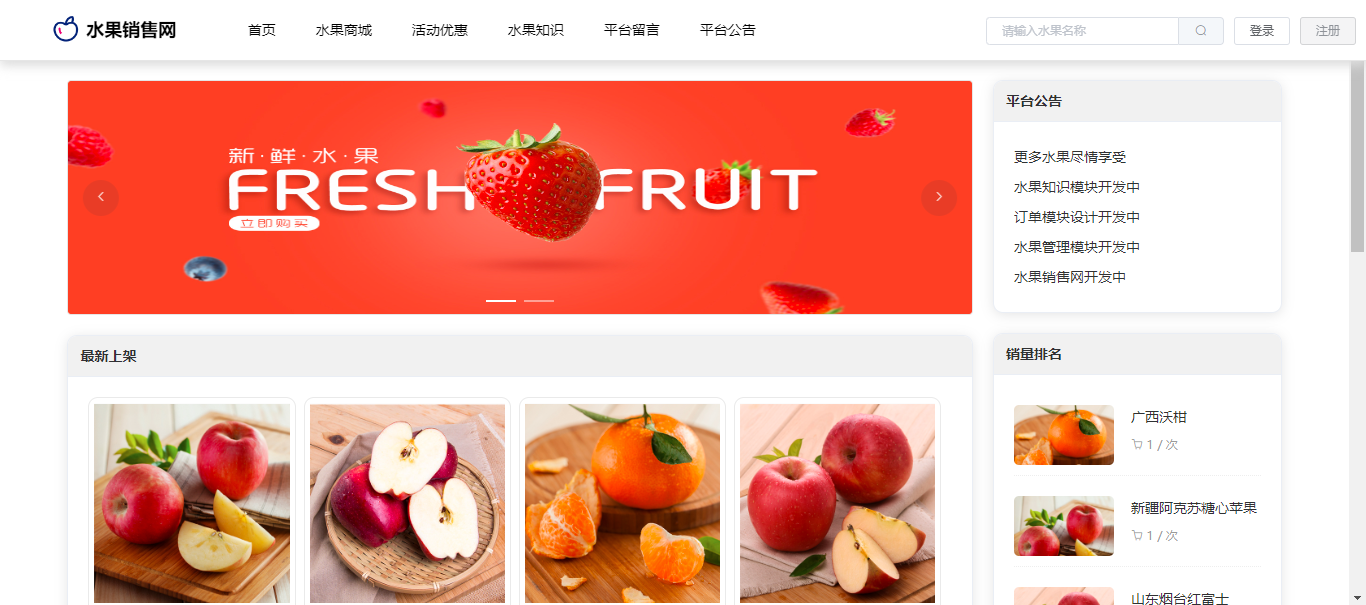 水果销售网
首页
水果商城
活动优惠
水果知识
平台留言
平台公告
请输入水果名称
登录
注册
新·鲜·水·果
FRESH FRUIT
立即购买
平台公告
更多水果尽情享受
水果知识模块开发中
订单模块设计开发中
水果管理模块开发中
水果销售网开发中
最新上架
销量排名
广西沃柑
1 / 次
新疆阿克苏糖心苹果
1 / 次
山东烟台红富士